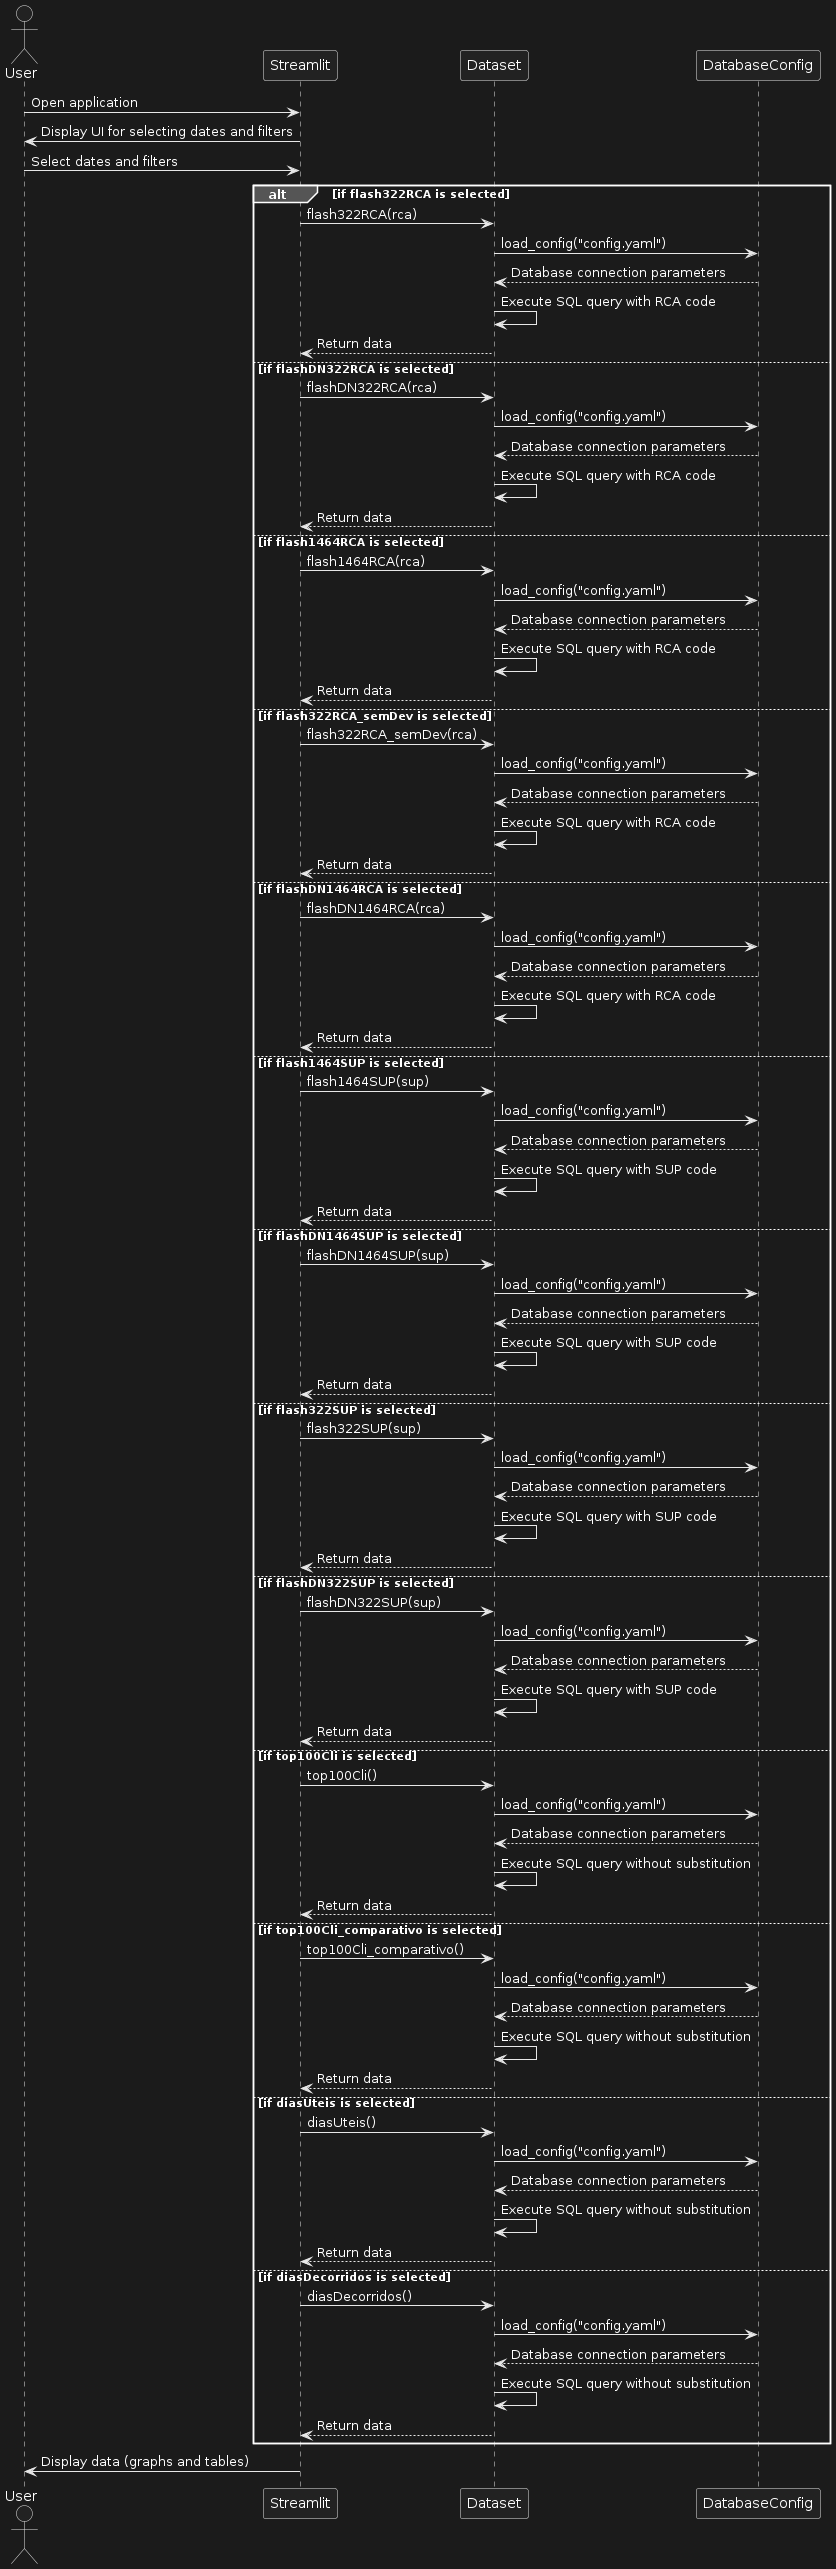 User
Streamlit
Dataset
DatabaseConfig
Open application
Display UI for selecting dates and filters
Select dates and filters
alt
[if flash322RCA is selected]
flash322RCA(rca)
load_config("config.yaml")
Database connection parameters
Execute SQL query with RCA code
Return data
[if flashDN322RCA is selected]
flashDN322RCA(rca)
load_config("config.yaml")
Database connection parameters
Execute SQL query with RCA code
Return data
[if flash1464RCA is selected]
flash1464RCA(rca)
load_config("config.yaml")
Database connection parameters
Execute SQL query with RCA code
Return data
[if flash322RCA_semDev is selected]
flash322RCA_semDev(rca)
load_config("config.yaml")
Database connection parameters
Execute SQL query with RCA code
Return data
[if flashDN1464RCA is selected]
flashDN1464RCA(rca)
load_config("config.yaml")
Database connection parameters
Execute SQL query with RCA code
Return data
[if flash1464SUP is selected]
flash1464SUP(sup)
load_config("config.yaml")
Database connection parameters
Execute SQL query with SUP code
Return data
[if flashDN1464SUP is selected]
flashDN1464SUP(sup)
load_config("config.yaml")
Database connection parameters
Execute SQL query with SUP code
Return data
[if flash322SUP is selected]
flash322SUP(sup)
load_config("config.yaml")
Database connection parameters
Execute SQL query with SUP code
Return data
[if flashDN322SUP is selected]
flashDN322SUP(sup)
load_config("config.yaml")
Database connection parameters
Execute SQL query with SUP code
Return data
[if top100Cli is selected]
top100Cli()
load_config("config.yaml")
Database connection parameters
Execute SQL query without substitution
Return data
[if top100Cli_comparativo is selected]
top100Cli_comparativo()
load_config("config.yaml")
Database connection parameters
Execute SQL query without substitution
Return data
[if diasUteis is selected]
diasUteis()
load_config("config.yaml")
Database connection parameters
Execute SQL query without substitution
Return data
[if diasDecorridos is selected]
diasDecorridos()
load_config("config.yaml")
Database connection parameters
Execute SQL query without substitution
Return data
Display data (graphs and tables)
User
Streamlit
Dataset
DatabaseConfig